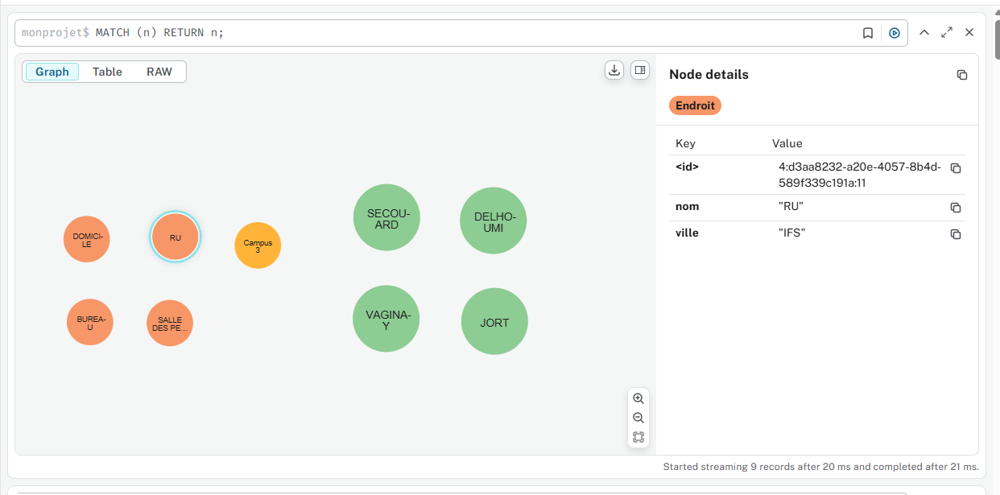 monprojet$ MATCH (n) RETURN n;
Graph Table RAW
Node details
Endroit
Key Value
<id> 4:d3aa8232-a20e-4057-8b4d-
589f339c191a:11
nom "RU"
ville "IFS"
DOMICI-
LE
RU
Campus
3
SECOU-
ARD
DELHO-
UMI
BUREA-
U
SALLE
DES PE...
VAGINA-
Y
JORT
Started streaming 9 records after 20 ms and completed after 21 ms.